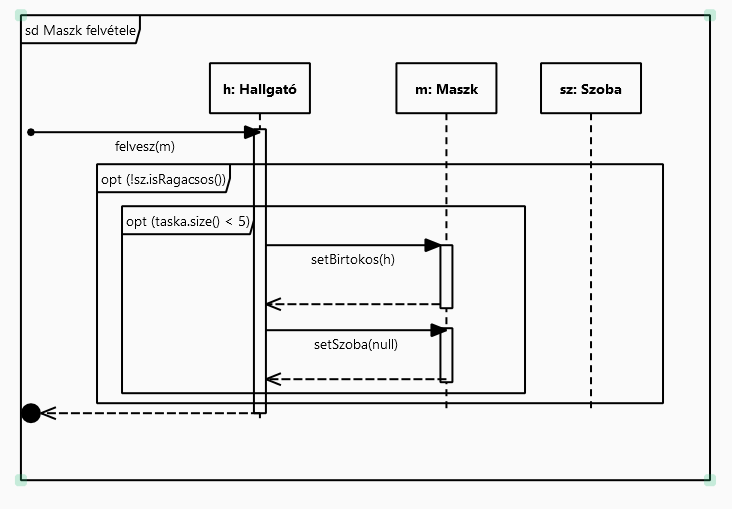 sd Maszk felvétele
h: Hallgató
m: Maszk
sz: Szoba
felvesz(m)
opt (!sz.isRagacsos())
opt (taska.size() < 5)
setBirtokos(h)
setSzoba(null)